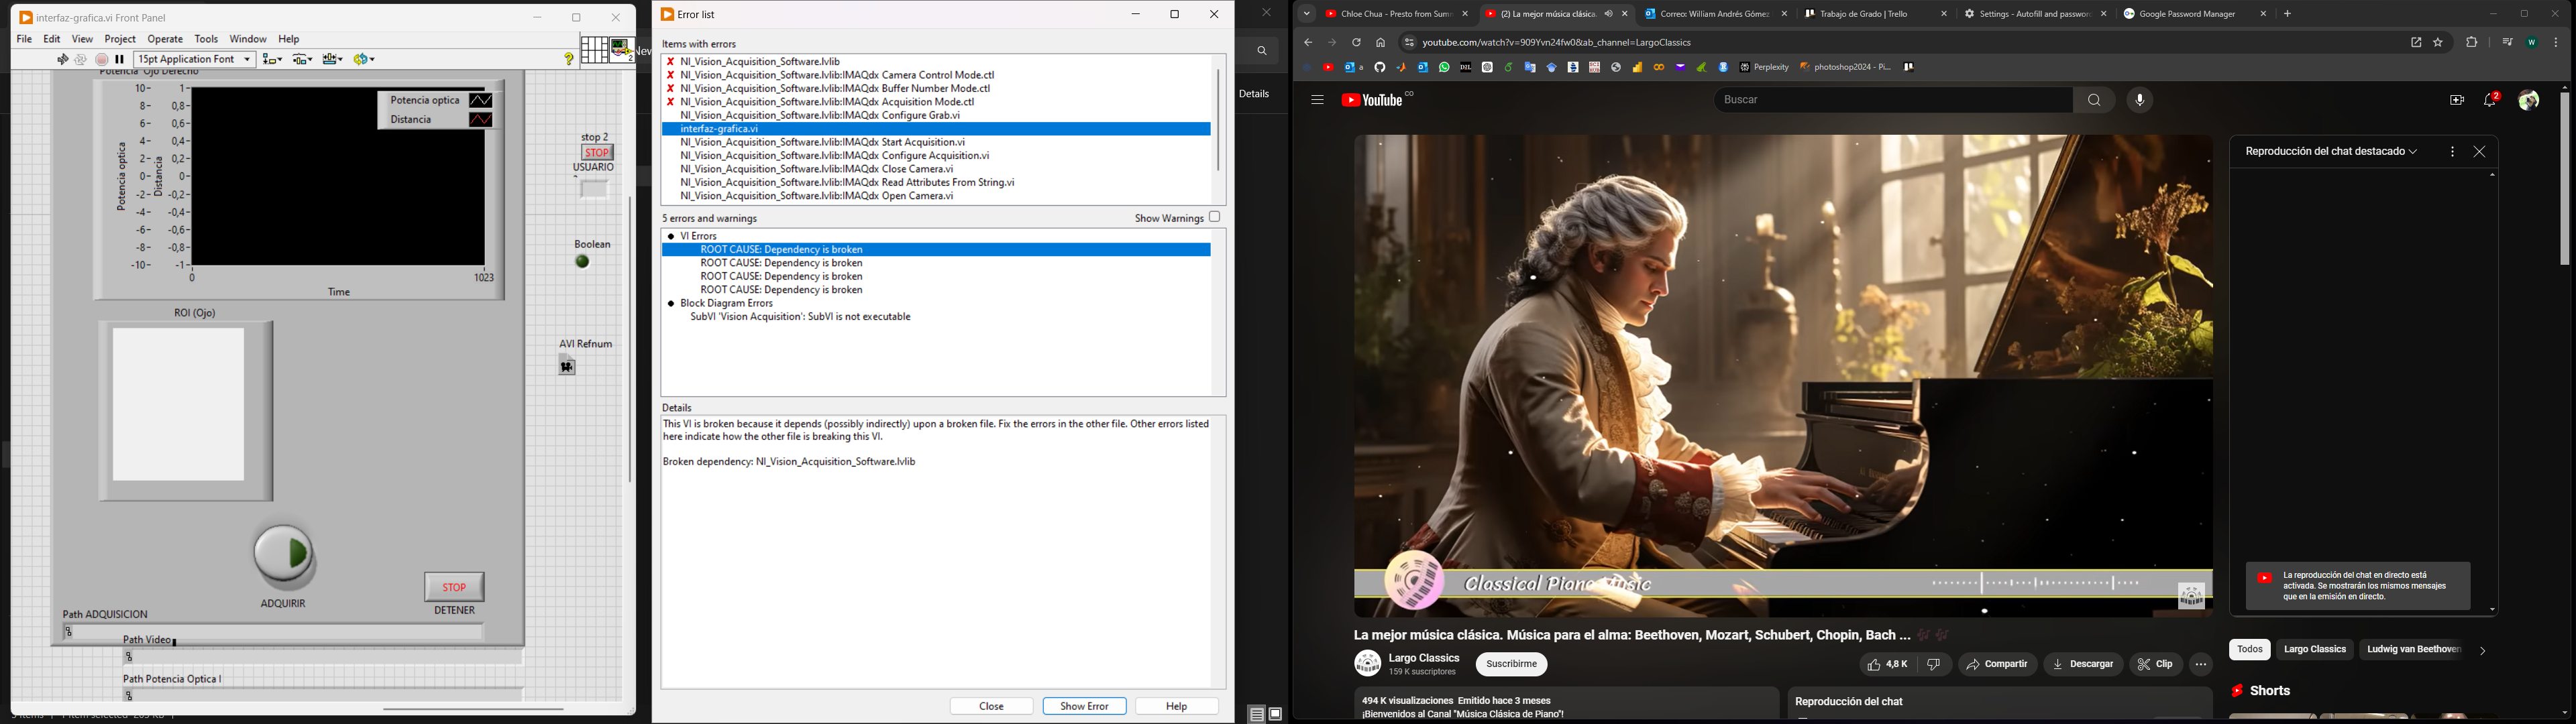 interfaz-grafica.vi Front Panel
File Edit View Project Operate Tools Window Help
15pt Application Font
2
Potencia Ojo Derecho
10
8
6
4
2
0
-2
-4
-6
-8
-10
Potencia optica
1
0,8
0,6
0,4
0,2
0
-0,2
-0,4
-0,6
-0,8
-1
Distancia
Potencia optica
Distancia
0
1023
Time
stop 2
STOP
USUARIO
Boolean
ROI (Ojo)
AVI Refnum
ADQUIRIR
STOP
DETENER
Path ADQUISICION
Path Video
Path Potencia Optica I
Error list
Items with errors
NI_Vision_Acquisition_Software.lvlib
NI_Vision_Acquisition_Software.lvlib:IMAQdx Camera Control Mode.ctl
NI_Vision_Acquisition_Software.lvlib:IMAQdx Buffer Number Mode.ctl
NI_Vision_Acquisition_Software.lvlib:IMAQdx Acquisition Mode.ctl
NI_Vision_Acquisition_Software.lvlib:IMAQdx Configure Grab.vi
interfaz-grafica.vi
NI_Vision_Acquisition_Software.lvlib:IMAQdx Start Acquisition.vi
NI_Vision_Acquisition_Software.lvlib:IMAQdx Configure Acquisition.vi
NI_Vision_Acquisition_Software.lvlib:IMAQdx Close Camera.vi
NI_Vision_Acquisition_Software.lvlib:IMAQdx Read Attributes From String.vi
NI_Vision_Acquisition_Software.lvlib:IMAQdx Open Camera.vi
5 errors and warnings
Show Warnings
VI Errors
ROOT CAUSE: Dependency is broken
ROOT CAUSE: Dependency is broken
ROOT CAUSE: Dependency is broken
ROOT CAUSE: Dependency is broken
Block Diagram Errors
SubVI 'Vision Acquisition': SubVI is not executable
Details
This VI is broken because it depends (possibly indirectly) upon a broken file. Fix the errors in the other file. Other errors listed
here indicate how the other file is breaking this VI.
Broken dependency: NI_Vision_Acquisition_Software.lvlib
Close
Show Error
Help
Details
Chloe Chua - Presto from Sum
(2) La mejor música clásica.
Correo: William Andrés Gómez
Trabajo de Grado | Trello
Settings - Autofill and passwor
Google Password Manager
youtube.com/watch?v=909Yvn24fw0&ab_channel=LargoClassics
W
a
Perplexity
photoshop2024 - Pi...
YouTube CO
Buscar
2
Classical Piano Music
Reproducción del chat destacado
La reproducción del chat en directo está
activada. Se mostrarán los mismos mensajes
que en la emisión en directo.
La mejor música clásica. Música para el alma: Beethoven, Mozart, Schubert, Chopin, Bach ...
Largo Classics
159 K suscriptores
Suscribirme
4,8 K
Compartir
Descargar
Clip
494 K visualizaciones Emitido hace 3 meses
¡Bienvenidos al Canal "Música Clásica de Piano"!
Reproducción del chat
Todos
Largo Classics
Ludwig van Beethoven
Shorts